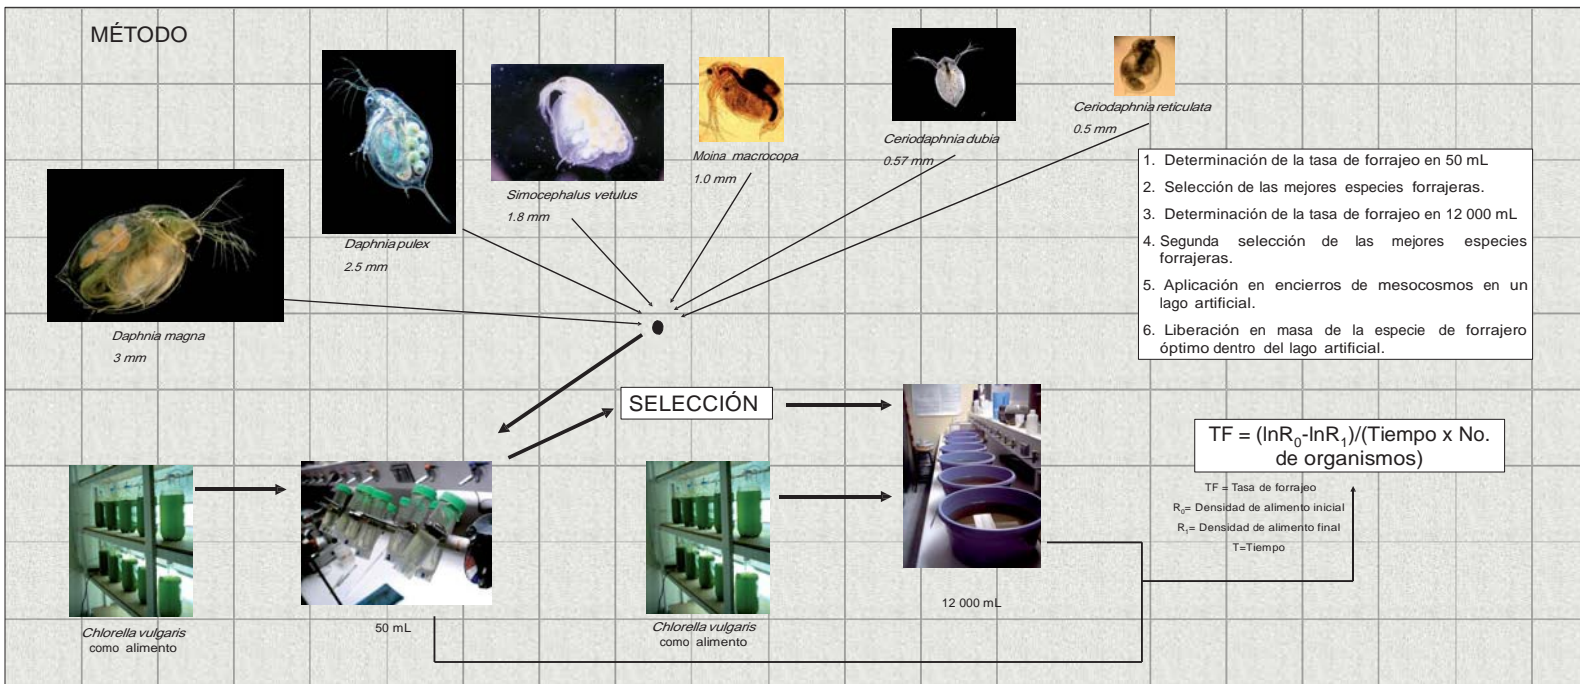 MÉTODO
Daphnia magna
3 mm
Daphnia pulex
2.5 mm
Simocephalus vetulus
1.8 mm
Moina macrocopa
1.0 mm
Ceriodaphnia dubia
0.57 mm
Ceriodaphnia reticulata
0.5 mm
1. Determinación de la tasa de forrajeo en 50 mL
2. Selección de las mejores especies forrajeras.
3. Determinación de la tasa de forrajeo en 12 000 mL
4. Segunda selección de las mejores especies
forrajeras.
5. Aplicación en encierros de mesocosmos en un
lago artificial.
6. Liberación en masa de la especie de forrajero
óptimo dentro del lago artificial.
SELECCIÓN
TF = (lnR₀-lnR₁)/(Tiempo x No.
de organismos)
TF = Tasa de forrajeo
R₀= Densidad de alimento inicial
R₁= Densidad de alimento final
T=Tiempo
Chlorella vulgaris
como alimento
50 mL
Chlorella vulgaris
como alimento
12 000 mL